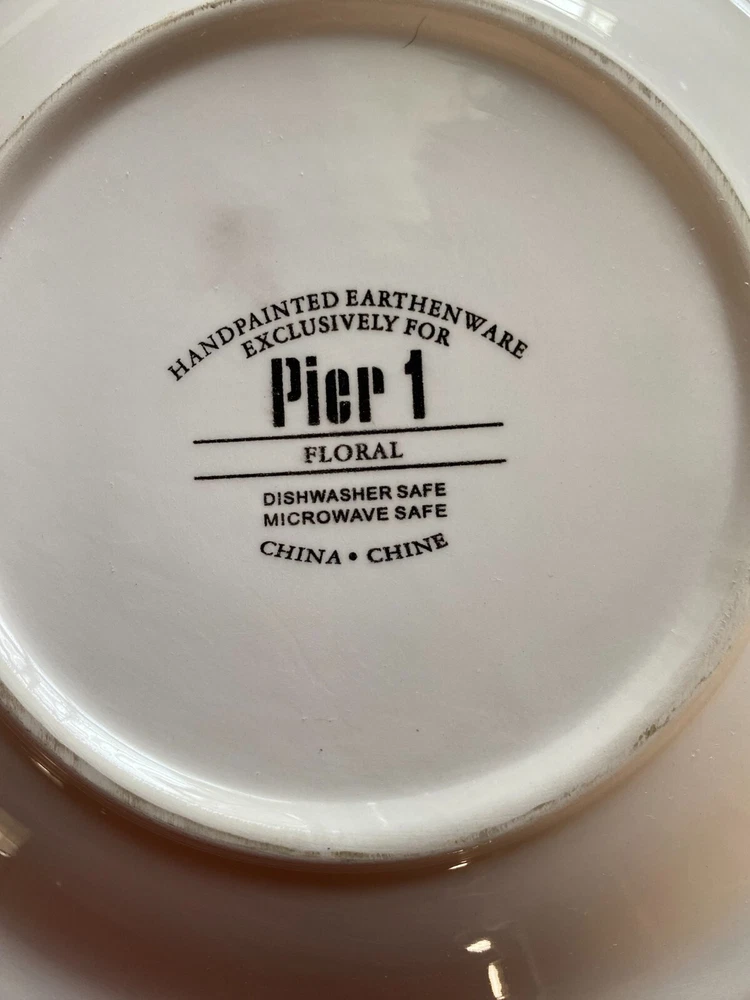 HANDPAINTED EARTHENWARE
EXCLUSIVELY FOR
Pier 1
FLORAL
DISHWASHER SAFE
MICROWAVE SAFE
CHINA • CHINE